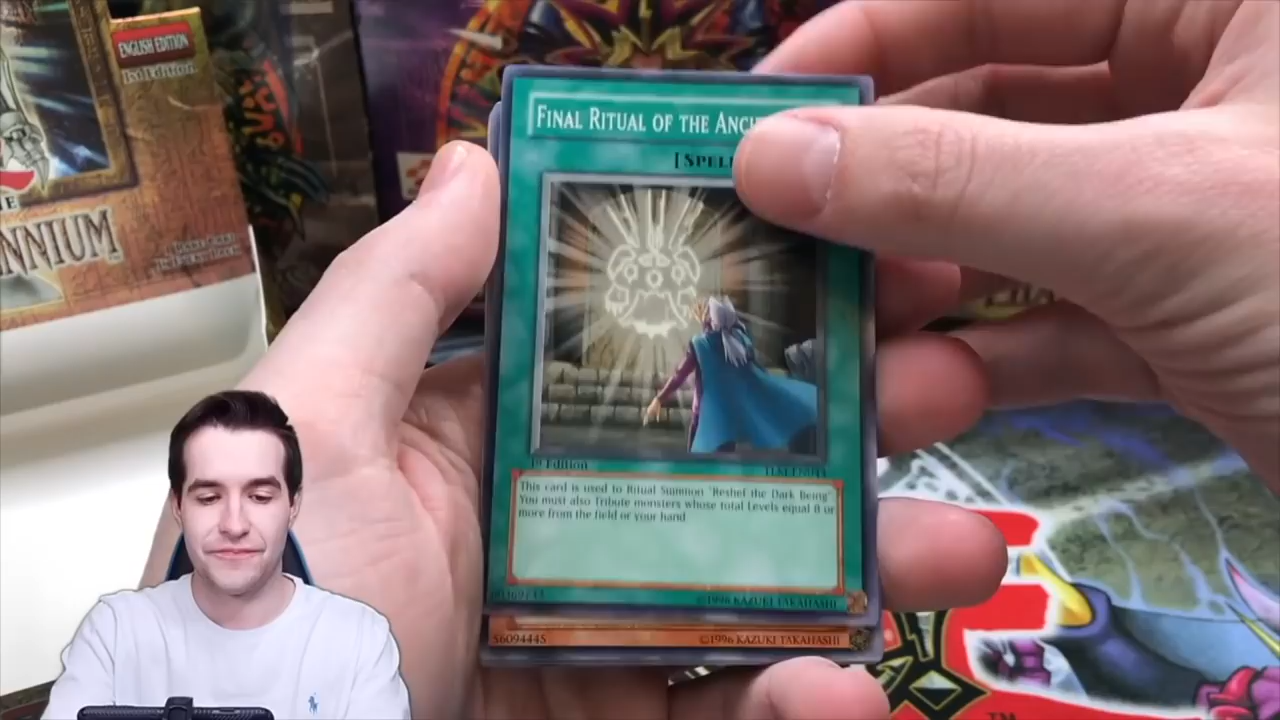 ENGLISH EDITION
1st Edition
NNIUM
FINAL RITUAL OF THE ANC
[SPELL
1st Edition
This card is used to Ritual Summon "Reshef the Dark Being"
You must also Tribute monsters whose total Levels equal 8 or
more from the field or your hand
©1996 KAZUKI TAKAHASHI
56094445
©1996 KAZUKI TAKAHASHI
TM